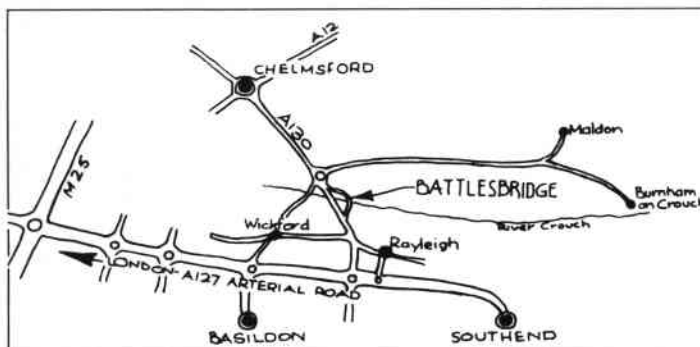 A12
CHELMSFORD
A130
Maldon
M25
BATTLESBRIDGE
Burnham
on Crouch
Wickford
River Crouch
Rayleigh
LONDON-A127 ARTERIAL ROAD
BASILDON
SOUTHEND